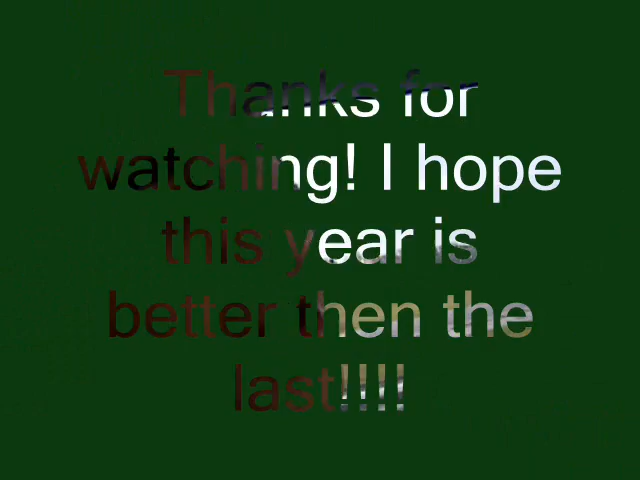 Thanks for
watching! I hope
this year is
better then the
last!!!!